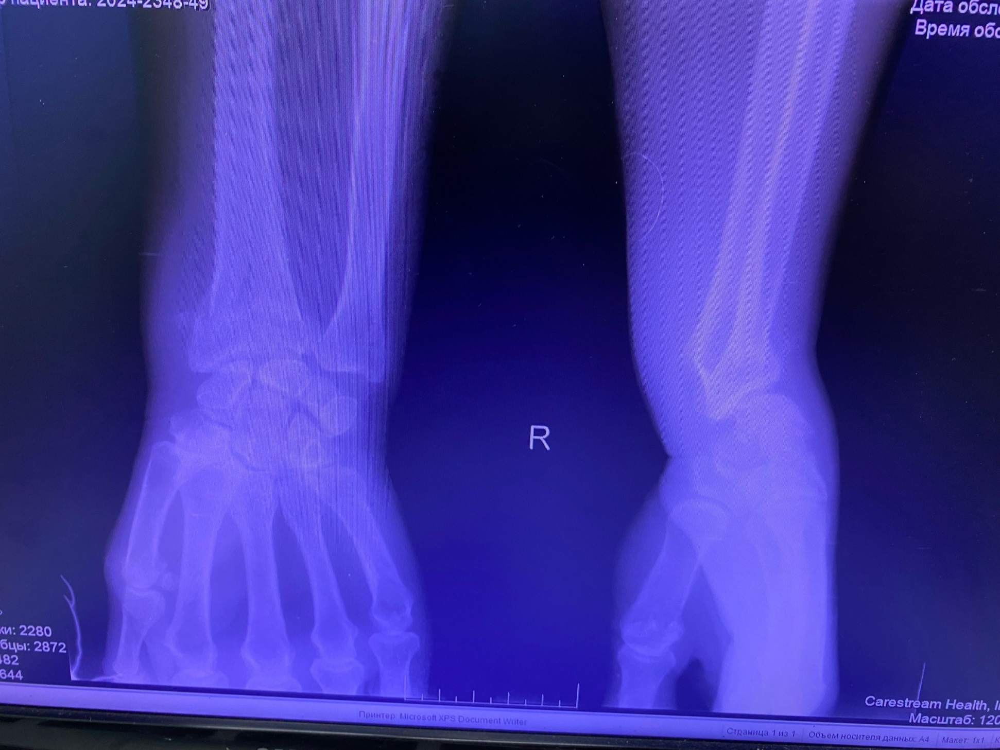 пациента: 2024-2348-49
Дата обсл
Время обс
R
ки: 2280
бцы: 2872
482
644
Carestream Health, I
Масштаб: 120
Принтер: Microsoft XPS Document Writer
Страница 1 из 1 Объем носителя данных: A4 Макет: 1x1